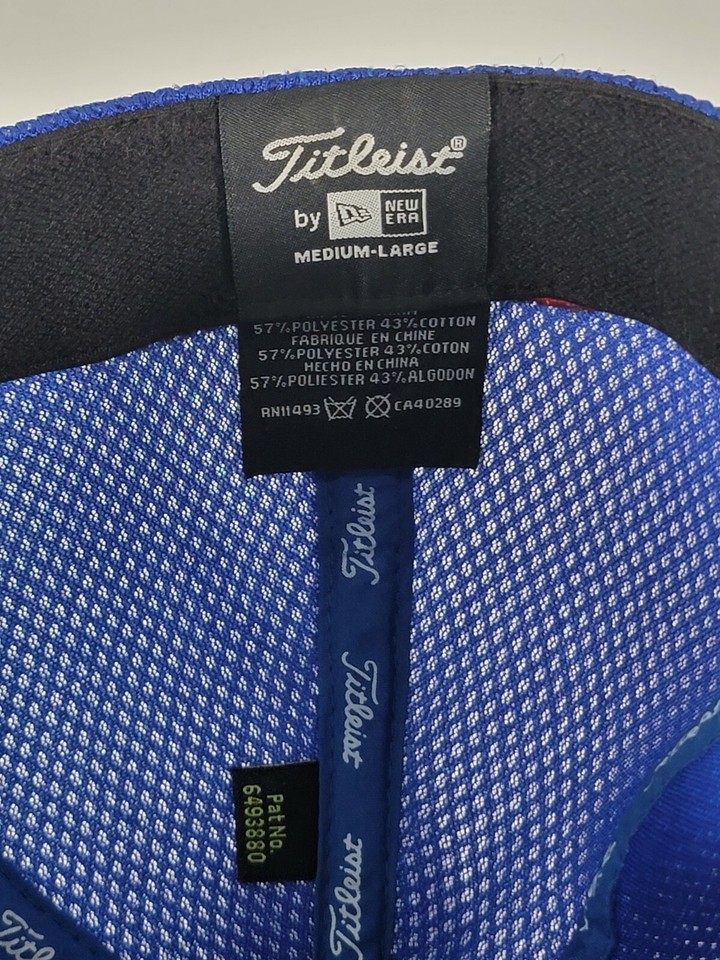 Titleist®
by NEW ERA
MEDIUM-LARGE
57%POLYESTER 43%COTTON
FABRIQUE EN CHINE
57%POLYESTER 43%COTON
HECHO EN CHINA
57%POLIESTER 43%ALGODON
RN11493 CA40289
Titleist
Titleist
Pat No.
6493880
Titleist
Titl